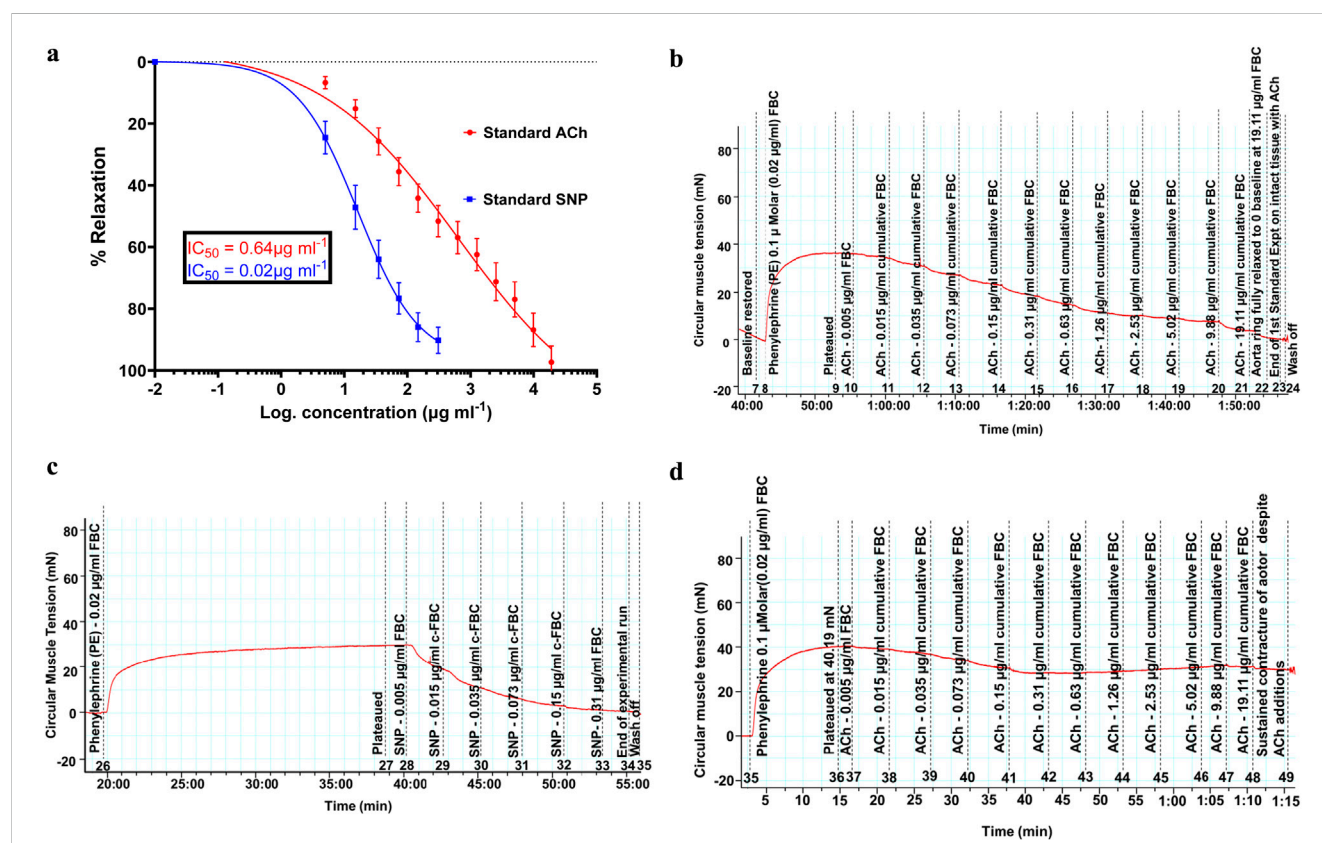 a
% Relaxation
0
20
40
60
80
100
Standard ACh
Standard SNP
IC50 = 0.64µg ml-1
IC50 = 0.02µg ml-1
-2
-1
0
1
2
3
4
5
Log. concentration (µg ml-1)
b
Circular muscle tension (mN)
80
60
40
20
0
-20
Baseline restored
Phenylephrine (PE) 0.1 µ Molar (0.02 µg/ml) FBC
Plateaued
ACh - 0.005 µg/ml FBC
ACh - 0.015 µg/ml cumulative FBC
ACh - 0.035 µg/ml cumulative FBC
ACh - 0.073 µg/ml cumulative FBC
ACh - 0.15 µg/ml cumulative FBC
ACh - 0.31 µg/ml cumulative FBC
ACh - 0.63 µg/ml cumulative FBC
ACh- 1.26 µg/ml cumulative FBC
ACh - 2.53 µg/ml cumulative FBC
ACh - 5.02 µg/ml cumulative FBC
ACh - 9.88 µg/ml cumulative FBC
ACh - 19.11 µg/ml cumulative FBC
Aorta ring fully relaxed to 0 baseline at 19.11 µg/ml FBC
End of 1st Standard Expt on intact tissue with ACh
Wash off
7 8 9 10 11 12 13 14 15 16 17 18 19 20 21 22 23 24
40:00 50:00 1:00:00 1:10:00 1:20:00 1:30:00 1:40:00 1:50:00
Time (min)
c
Circular Muscle Tension (mN)
80
60
40
20
0
-20
Phenylephrine (PE) - 0.02 µg/ml FBC
Plateaued
SNP - 0.005 µg/ml FBC
SNP - 0.015 µg/ml c-FBC
SNP - 0.035 µg/ml c-FBC
SNP - 0.073 µg/ml c-FBC
SNP - 0.15 µg/ml c-FBC
SNP - 0.31 µg/ml FBC
End of experimental run
Wash off
26 27 28 29 30 31 32 33 34 35
20:00 25:00 30:00 35:00 40:00 45:00 50:00 55:00
Time (min)
d
Circular muscle tension (mN)
80
60
40
20
0
-20
Phenylephrine 0.1 µMolar(0.02 µg/ml) FBC
Plateaued at 40.19 mN
ACh - 0.005 µg/ml FBC
ACh - 0.015 µg/ml cumulative FBC
ACh - 0.035 µg/ml cumulative FBC
ACh - 0.073 µg/ml cumulative FBC
ACh - 0.15 µg/ml cumulative FBC
ACh - 0.31 µg/ml cumulative FBC
ACh - 0.63 µg/ml cumulative FBC
ACh - 1.26 µg/ml cumulative FBC
ACh - 2.53 µg/ml cumulative FBC
ACh - 5.02 µg/ml cumulative FBC
ACh - 9.88 µg/ml cumulative FBC
ACh - 19.11 µg/ml cumulative FBC
Sustained contracture of aotor despite
ACh additions
35 36 37 38 39 40 41 42 43 44 45 46 47 48 49
5 10 15 20 25 30 35 40 45 50 55 1:00 1:05 1:10 1:15
Time (min)